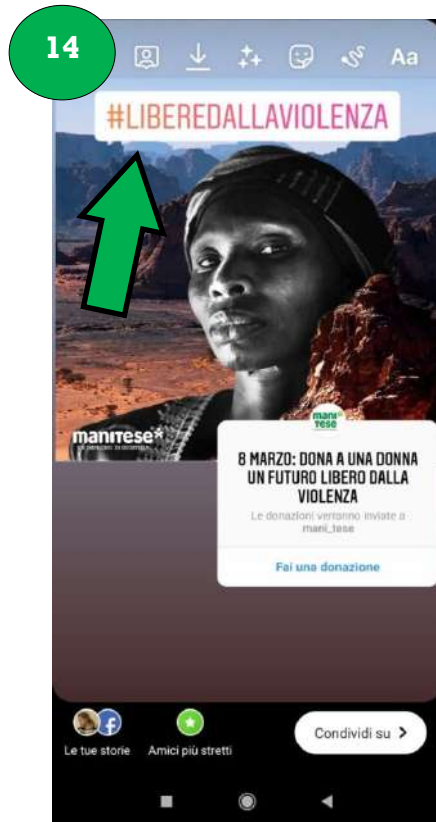 14
Aa
#LIBEREDALLAVIOLENZA
manitese*
mani
tese
8 MARZO: DONA A UNA DONNA
UN FUTURO LIBERO DALLA
VIOLENZA
Le donazioni verranno inviate a
mani_tese
Fai una donazione
Le tue storie
Amici più stretti
Condividi su